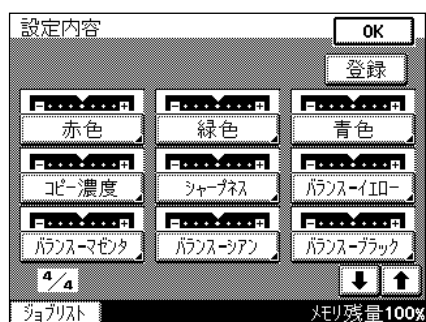 設定内容 OK
登録
赤色 緑色 青色
コピー濃度 シャープネス バランス-イエロー
バランス-マゼンタ バランス-シアン バランス-ブラック
4/4
ジョブリスト メモリ残量100%